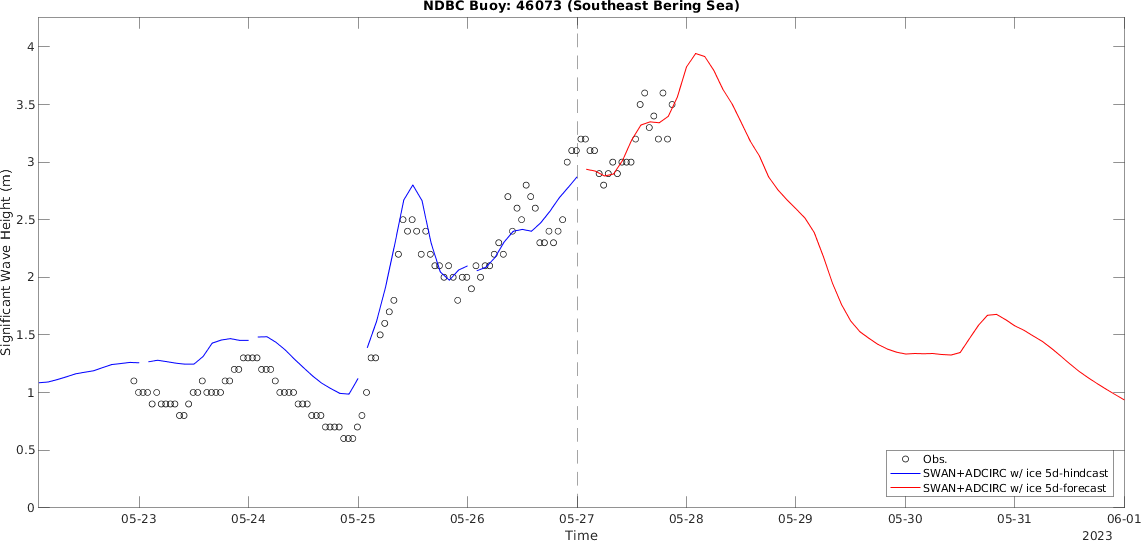 NDBC Buoy: 46073 (Southeast Bering Sea)
Significant Wave Height (m)
4
3.5
3
2.5
2
1.5
1
0.5
0
Obs.
SWAN+ADCIRC w/ ice 5d-hindcast
SWAN+ADCIRC w/ ice 5d-forecast
05-23 05-24 05-25 05-26 05-27 05-28 05-29 05-30 05-31 06-01
Time 2023